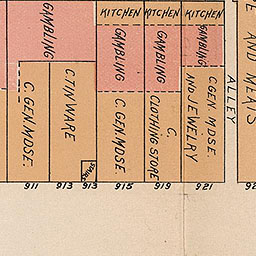 KITCHEN KITCHEN KITCHEN
GAMBLING
GAMBLING
GAMBLING
GAMBLING
C. GEN. MDSE.
C. TIN WARE
C. GEN. MDSE
C.
CLOTHING STORE
C. GEN. MDSE.
AND JEWELRY
ALLEY
AND MEATS
STAIRS
911 913 913 915 919 921 92